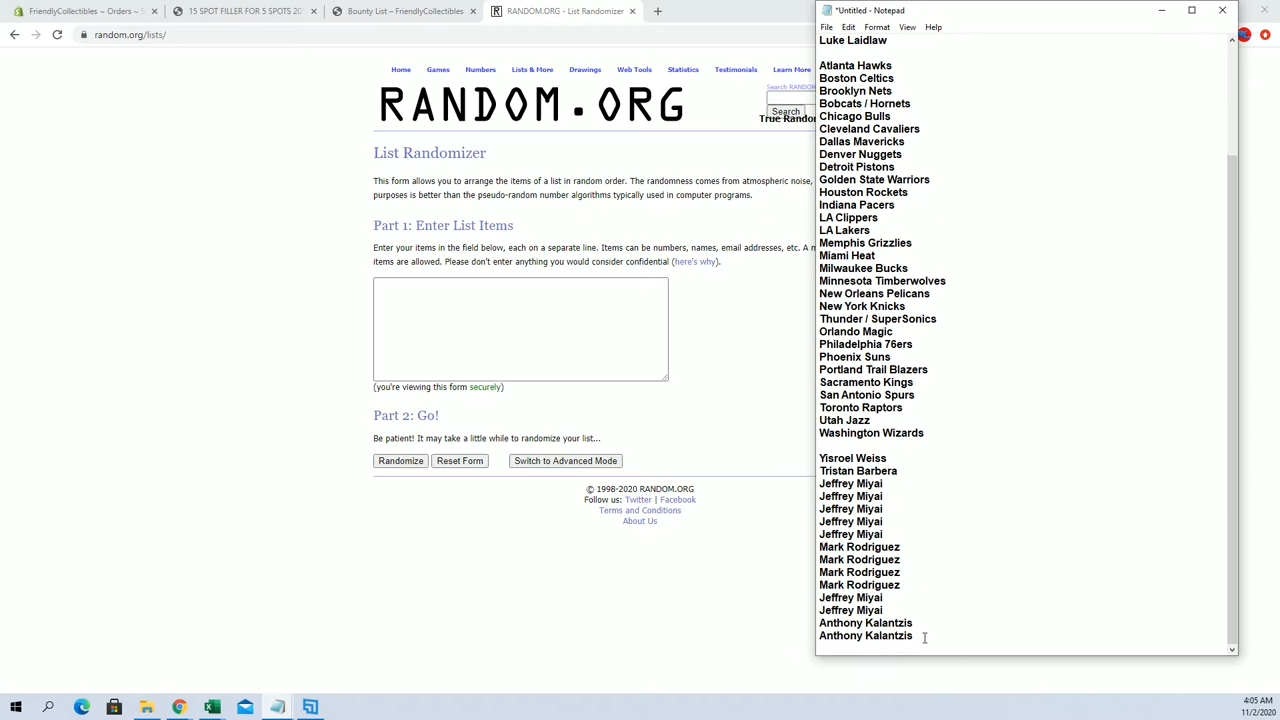 FriendlyCollectibles ~ Orders ~ S
15 SPOT FILLER FOR 5 SPOTS 20
Bounty List – FriendlyCollectibles
RANDOM.ORG - List Randomizer
random.org/lists/
Home
Games
Numbers
Lists & More
Drawings
Web Tools
Statistics
Testimonials
Learn More
Search RANDOM
RANDOM.ORG
Search
True Rando
List Randomizer
This form allows you to arrange the items of a list in random order. The randomness comes from atmospheric noise,
purposes is better than the pseudo-random number algorithms typically used in computer programs.
Part 1: Enter List Items
Enter your items in the field below, each on a separate line. Items can be numbers, names, email addresses, etc. A m
items are allowed. Please don't enter anything you would consider confidential (here's why).
(you're viewing this form securely)
Part 2: Go!
Be patient! It may take a little while to randomize your list...
Randomize
Reset Form
Switch to Advanced Mode
© 1998-2020 RANDOM.ORG
Follow us: Twitter | Facebook
Terms and Conditions
About Us
*Untitled - Notepad
File Edit Format View Help
Luke Laidlaw
Atlanta Hawks
Boston Celtics
Brooklyn Nets
Bobcats / Hornets
Chicago Bulls
Cleveland Cavaliers
Dallas Mavericks
Denver Nuggets
Detroit Pistons
Golden State Warriors
Houston Rockets
Indiana Pacers
LA Clippers
LA Lakers
Memphis Grizzlies
Miami Heat
Milwaukee Bucks
Minnesota Timberwolves
New Orleans Pelicans
New York Knicks
Thunder / SuperSonics
Orlando Magic
Philadelphia 76ers
Phoenix Suns
Portland Trail Blazers
Sacramento Kings
San Antonio Spurs
Toronto Raptors
Utah Jazz
Washington Wizards
Yisroel Weiss
Tristan Barbera
Jeffrey Miyai
Jeffrey Miyai
Jeffrey Miyai
Jeffrey Miyai
Jeffrey Miyai
Mark Rodriguez
Mark Rodriguez
Mark Rodriguez
Mark Rodriguez
Jeffrey Miyai
Jeffrey Miyai
Anthony Kalantzis
Anthony Kalantzis
4:05 AM
11/2/2020